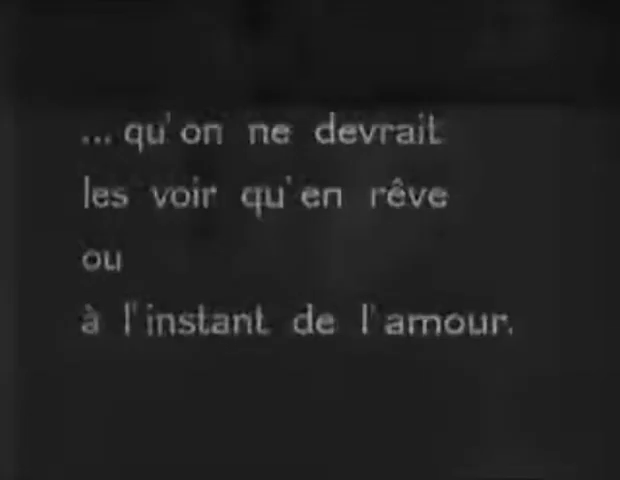 ...qu'on ne devrait
les voir qu'en rêve
ou
à l'instant de l'amour.